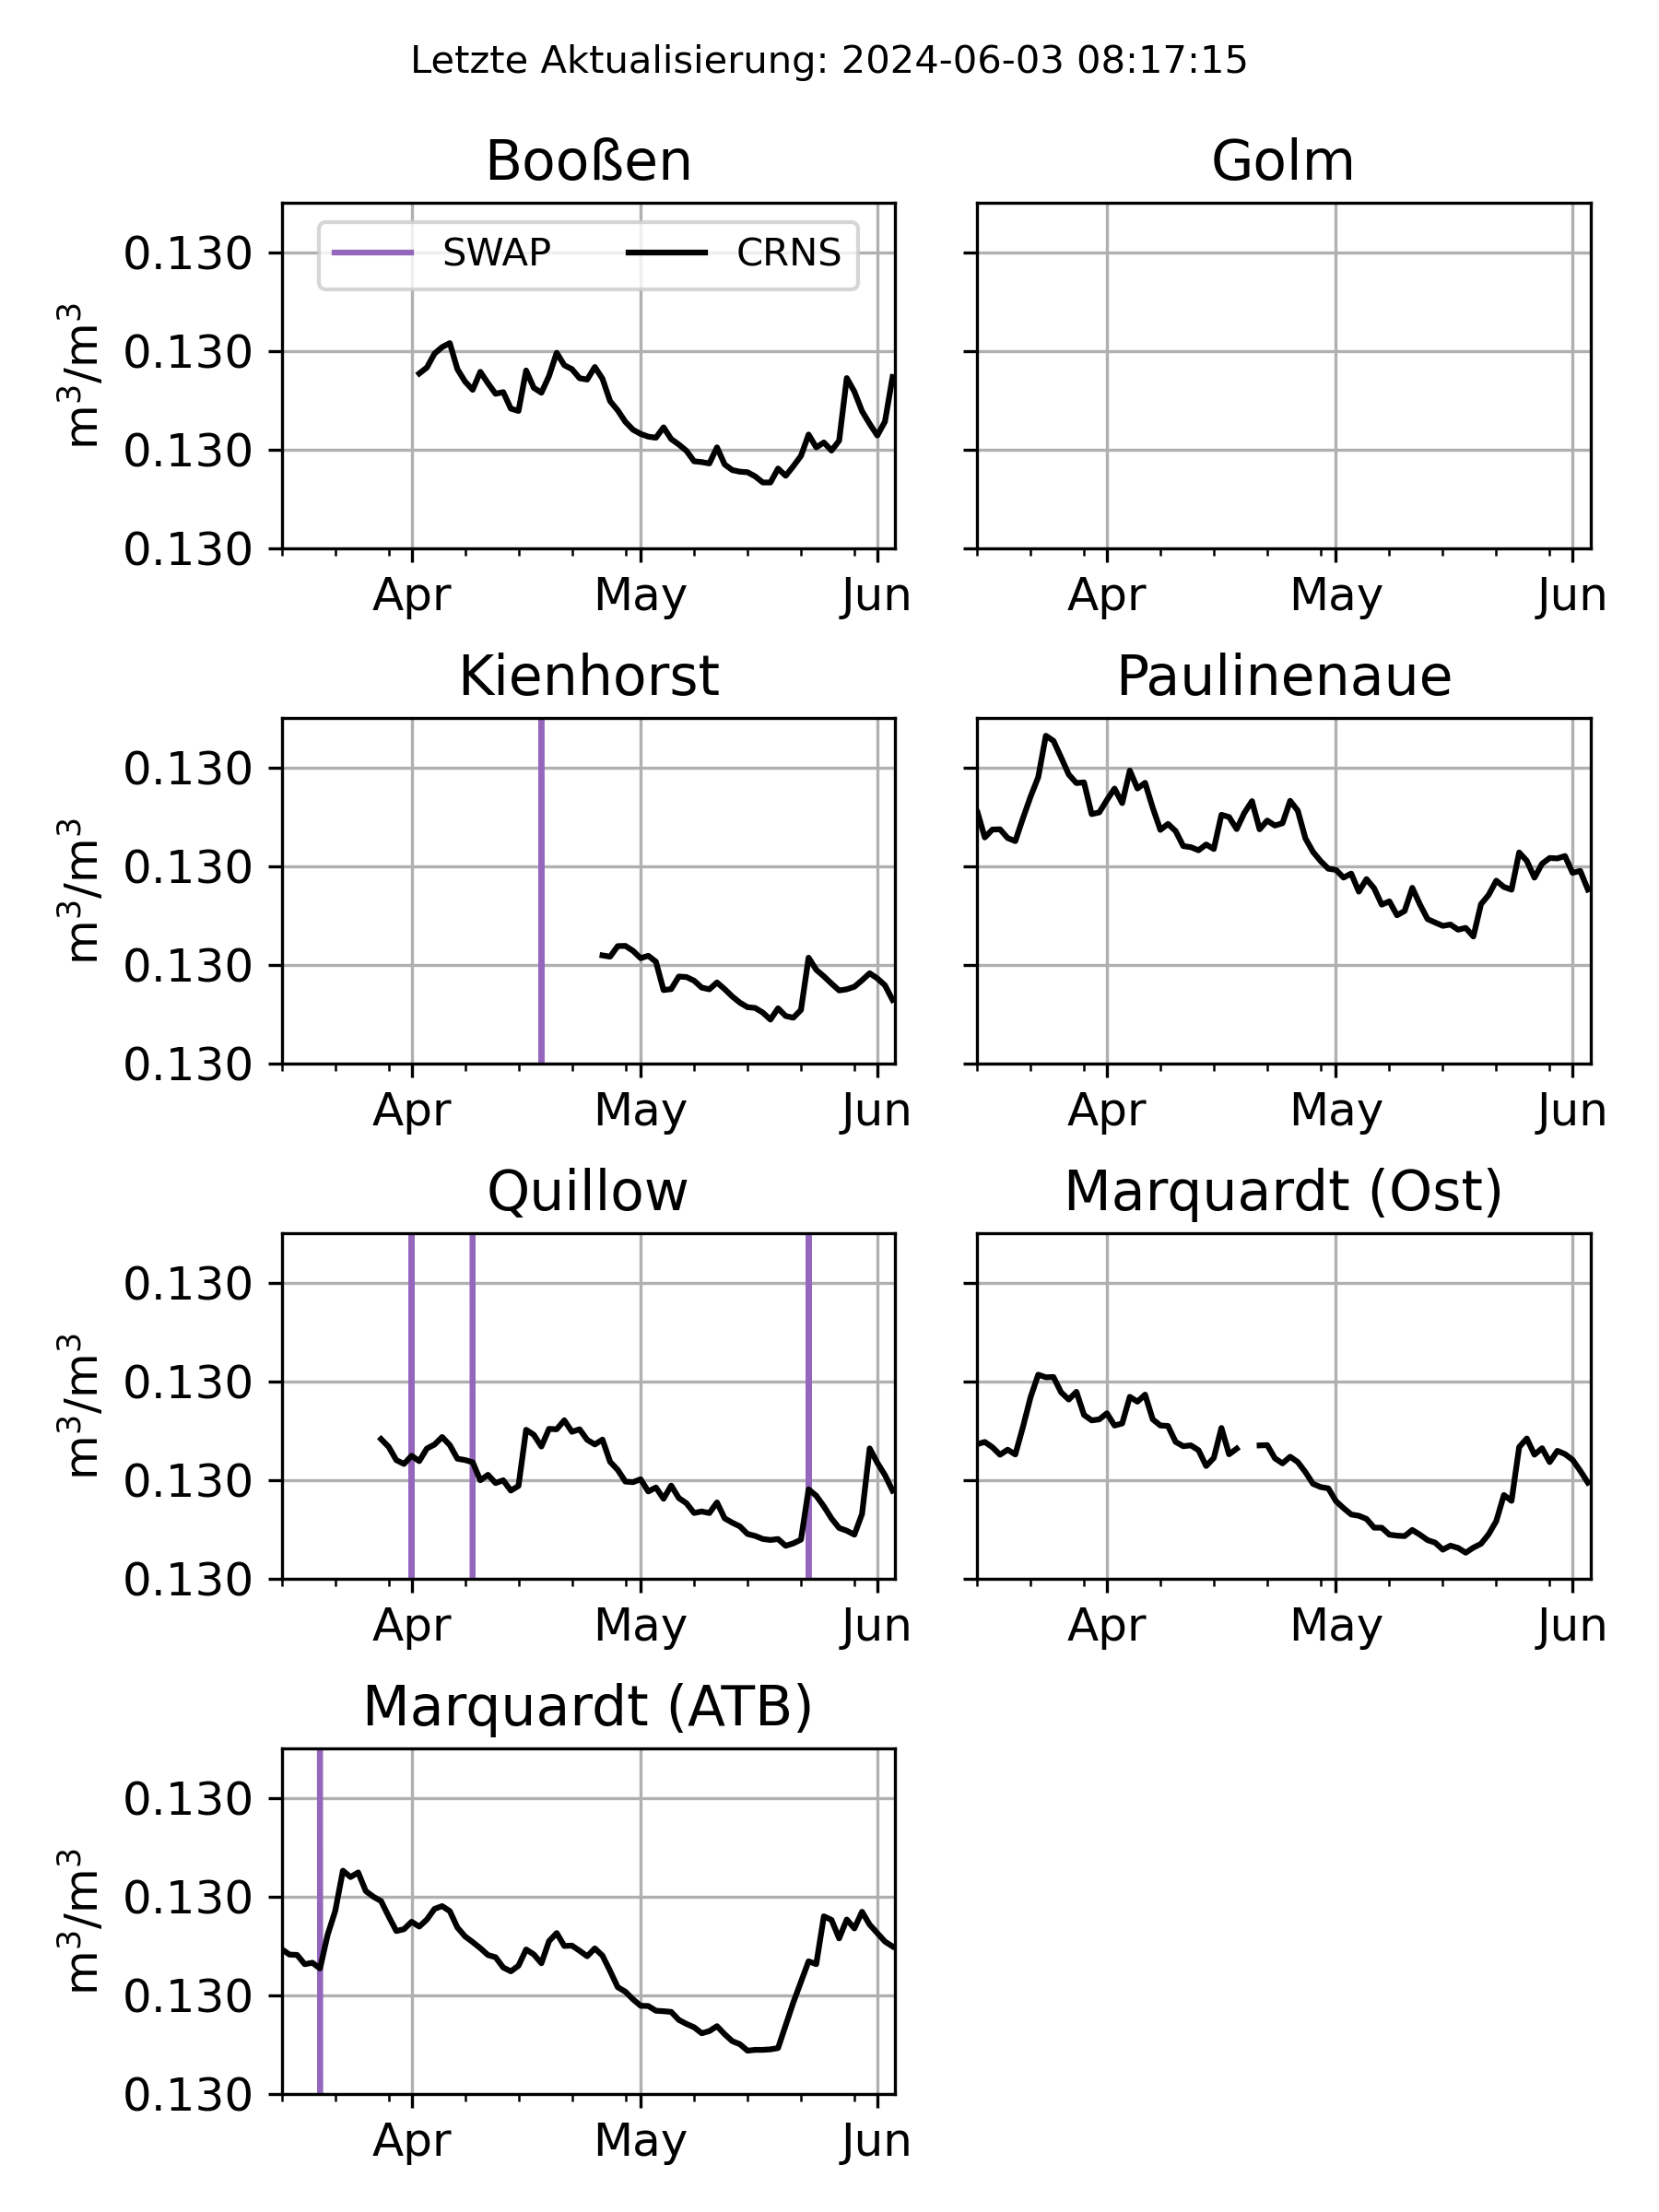 Letzte Aktualisierung: 2024-06-03 08:17:15
Booßen
Golm
SWAP CRNS
0.130
0.130
0.130
0.130
m³/m³
Apr May Jun
Apr May Jun
Kienhorst
Paulinenaue
0.130
0.130
0.130
0.130
m³/m³
Apr May Jun
Apr May Jun
Quillow
Marquardt (Ost)
0.130
0.130
0.130
0.130
m³/m³
Apr May Jun
Apr May Jun
Marquardt (ATB)
0.130
0.130
0.130
0.130
m³/m³
Apr May Jun